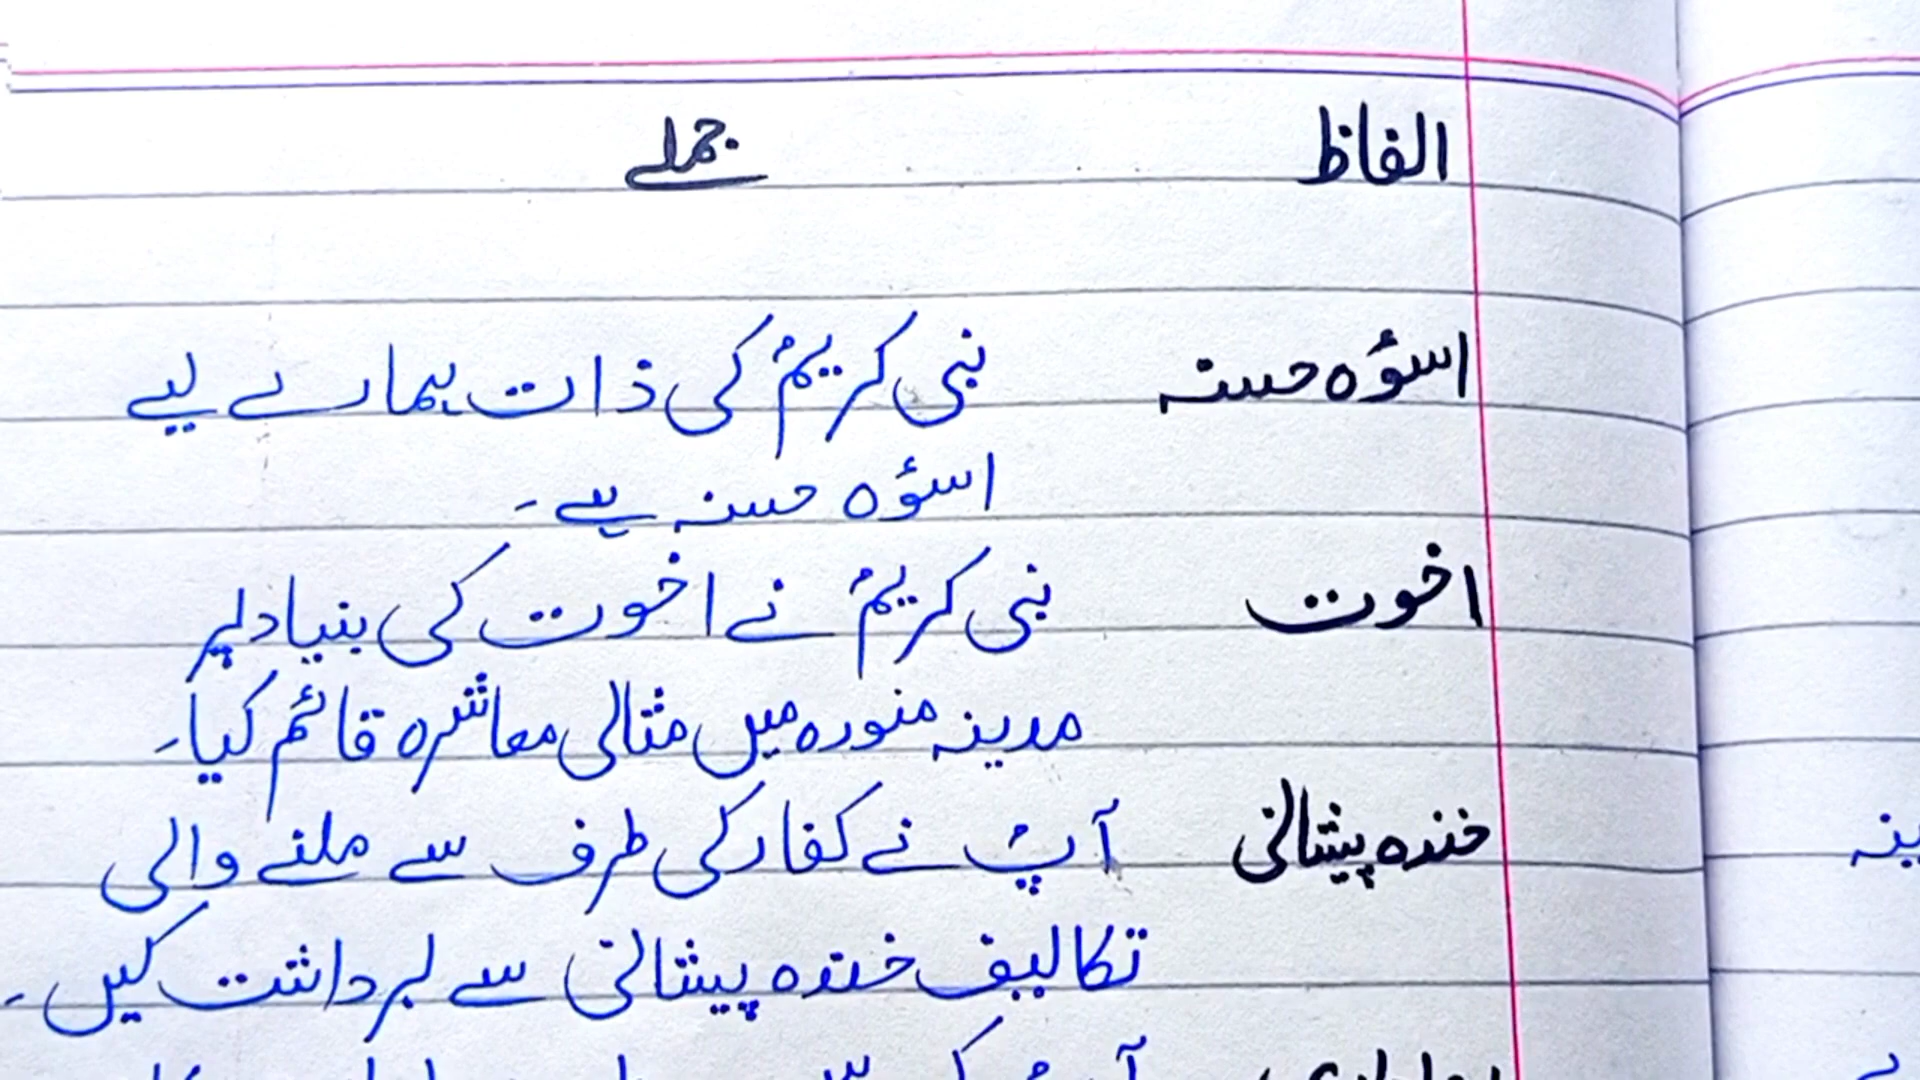 الفاظ جملے
اسؤہ حسنہ نبی کریمؐ کی ذات ہمارے لیے
اسؤہ حسنہ ہے۔
اخوت نبی کریمؐ نے اخوت کی بنیاد پر
مدینہ منورہ میں مثالی معاشرہ قائم کیا۔
خندہ پیشانی آپؐ نے کفار کی طرف سے ملنے والی
تکالیف خندہ پیشانی سے برداشت کیں۔